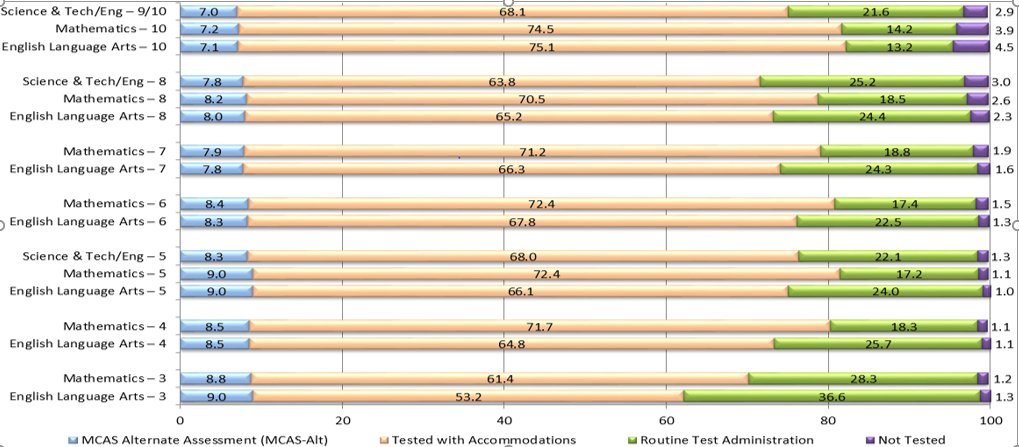 Science & Tech/Eng – 9/10 7.0 68.1 21.6 2.9
Mathematics – 10 7.2 74.5 14.2 3.9
English Language Arts – 10 7.1 75.1 13.2 4.5
Science & Tech/Eng – 8 7.8 63.8 25.2 3.0
Mathematics – 8 8.2 70.5 18.5 2.6
English Language Arts – 8 8.0 65.2 24.4 2.3
Mathematics – 7 7.9 71.2 18.8 1.9
English Language Arts – 7 7.8 66.3 24.3 1.6
Mathematics – 6 8.4 72.4 17.4 1.5
English Language Arts – 6 8.3 67.8 22.5 1.3
Science & Tech/Eng – 5 8.3 68.0 22.1 1.3
Mathematics – 5 9.0 72.4 17.2 1.1
English Language Arts – 5 9.0 66.1 24.0 1.0
Mathematics – 4 8.5 71.7 18.3 1.1
English Language Arts – 4 8.5 64.8 25.7 1.1
Mathematics – 3 8.8 61.4 28.3 1.2
English Language Arts – 3 9.0 53.2 36.6 1.3
0 20 40 60 80 100
MCAS Alternate Assessment (MCAS-Alt) Tested with Accommodations Routine Test Administration Not Tested